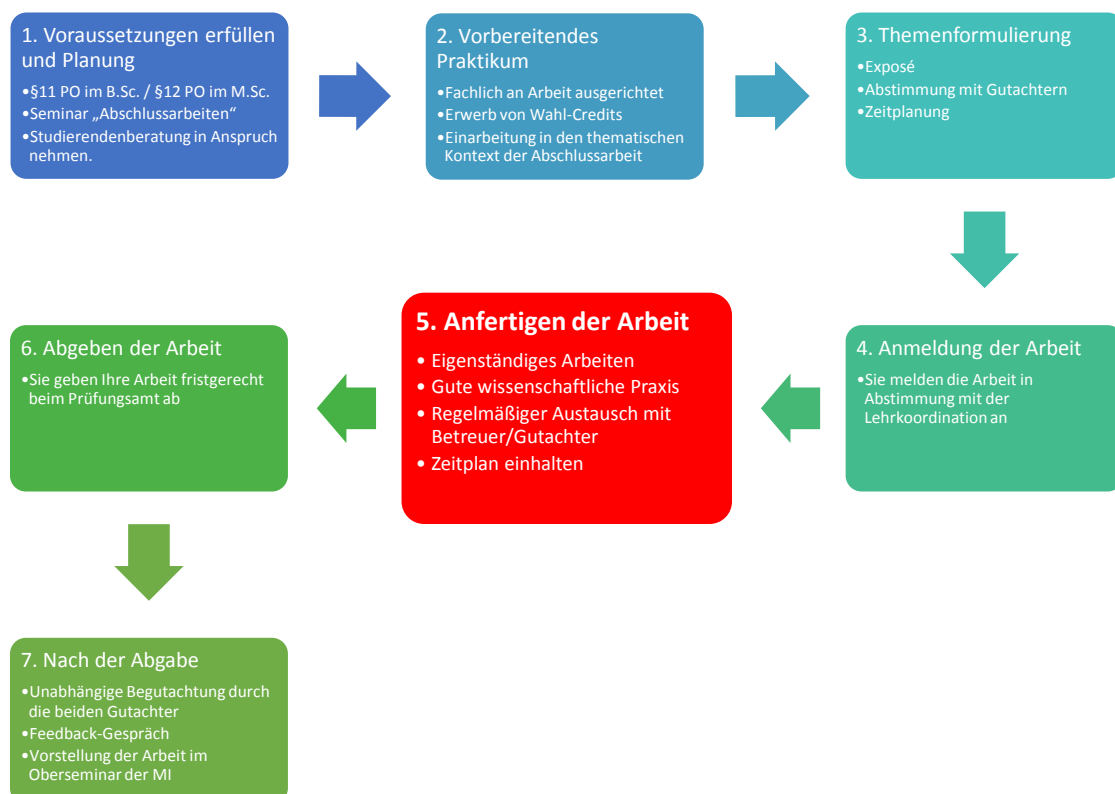 1. Voraussetzungen erfüllen
und Planung
•§11 PO im B.Sc. / §12 PO im M.Sc.
•Seminar „Abschlussarbeiten“
•Studierendenberatung in Anspruch
nehmen.
2. Vorbereitendes
Praktikum
•Fachlich an Arbeit ausgerichtet
•Erwerb von Wahl-Credits
•Einarbeitung in den thematischen
Kontext der Abschlussarbeit
3. Themenformulierung
•Exposé
•Abstimmung mit Gutachtern
•Zeitplanung
4. Anmeldung der Arbeit
•Sie melden die Arbeit in
Abstimmung mit der
Lehrkoordination an
5. Anfertigen der Arbeit
• Eigenständiges Arbeiten
• Gute wissenschaftliche Praxis
• Regelmäßiger Austausch mit
Betreuer/Gutachter
• Zeitplan einhalten
6. Abgeben der Arbeit
•Sie geben Ihre Arbeit fristgerecht
beim Prüfungsamt ab
7. Nach der Abgabe
•Unabhängige Begutachtung durch
die beiden Gutachter
•Feedback-Gespräch
•Vorstellung der Arbeit im
Oberseminar der MI